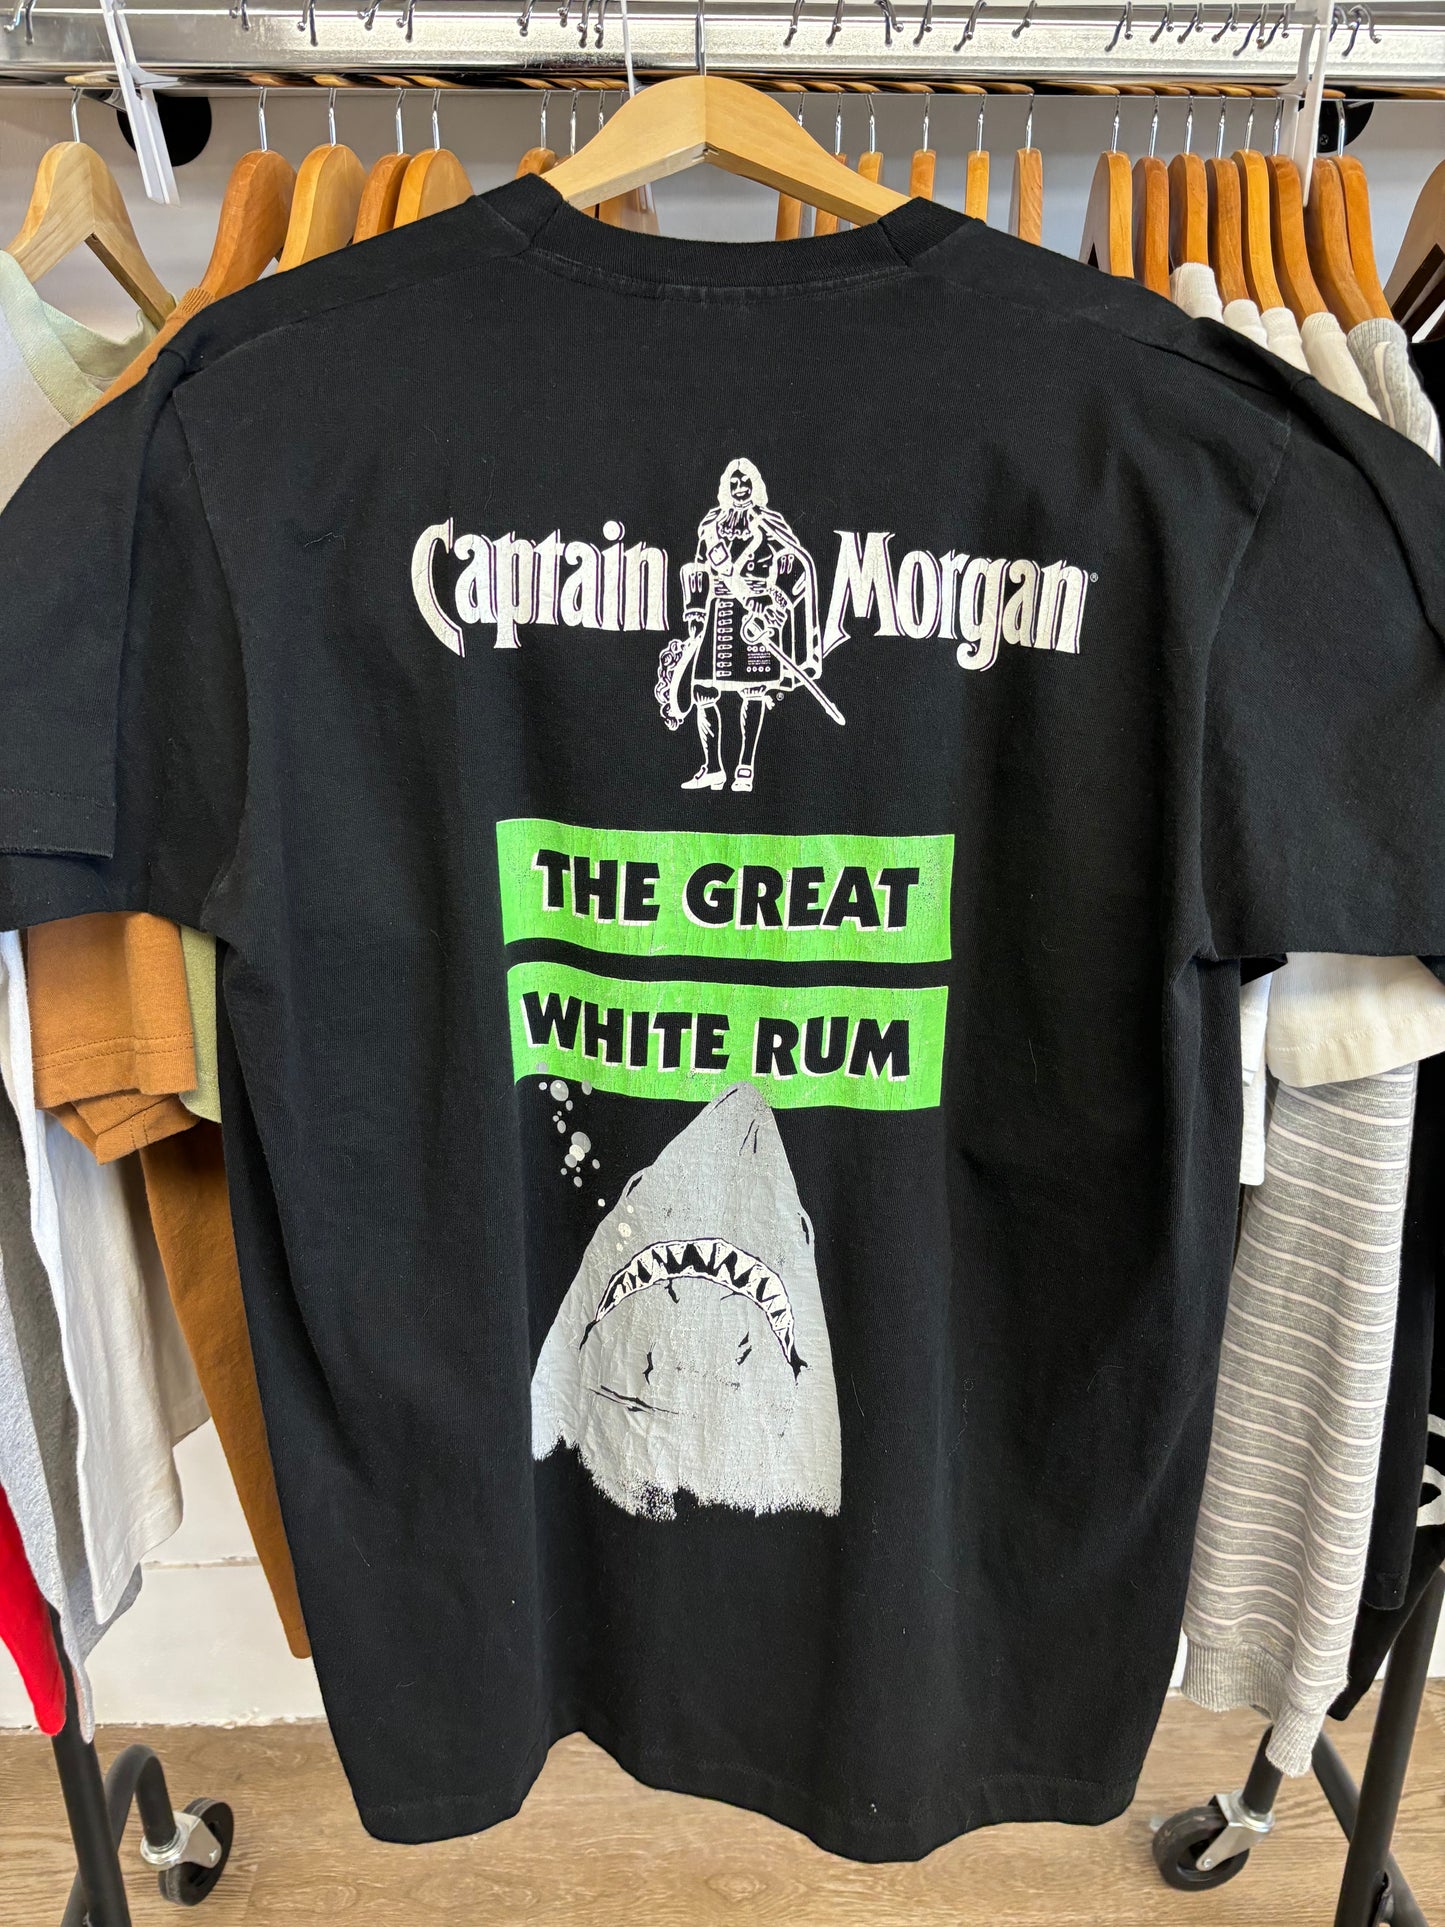 Captain Morgan®
®
THE GREAT
WHITE RUM